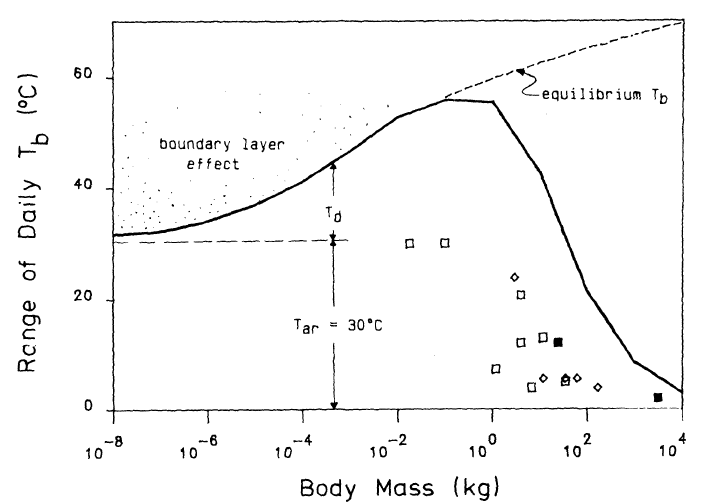 Range of Daily T_b (°C)
60
40
20
0
equilibrium T_b
boundary layer
effect
T_d
T_ar = 30°C
10^-8
10^-6
10^-4
10^-2
10^0
10^2
10^4
Body Mass (kg)